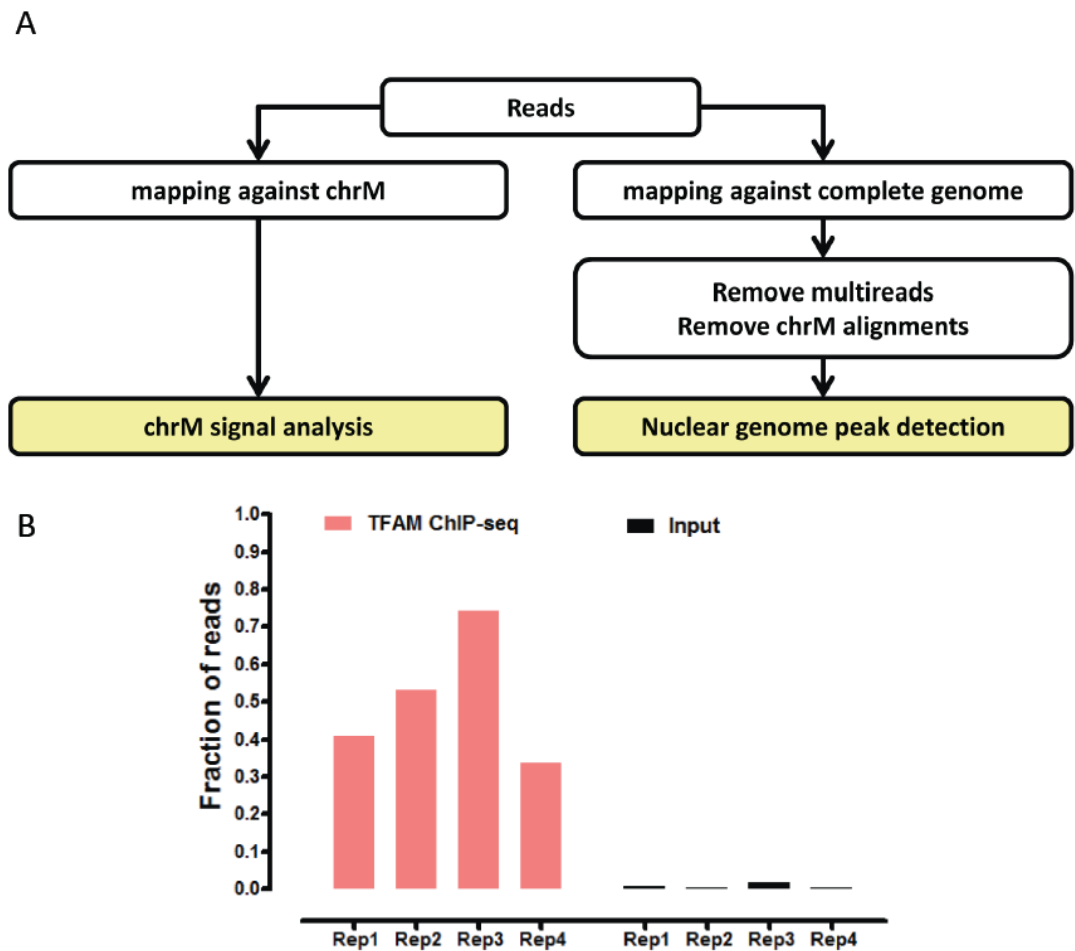 A
Reads
mapping against chrM
mapping against complete genome
Remove multireads
Remove chrM alignments
chrM signal analysis
Nuclear genome peak detection
B
TFAM ChIP-seq
Input
Fraction of reads
1.0
0.9
0.8
0.7
0.6
0.5
0.4
0.3
0.2
0.1
0.0
Rep1 Rep2 Rep3 Rep4 Rep1 Rep2 Rep3 Rep4